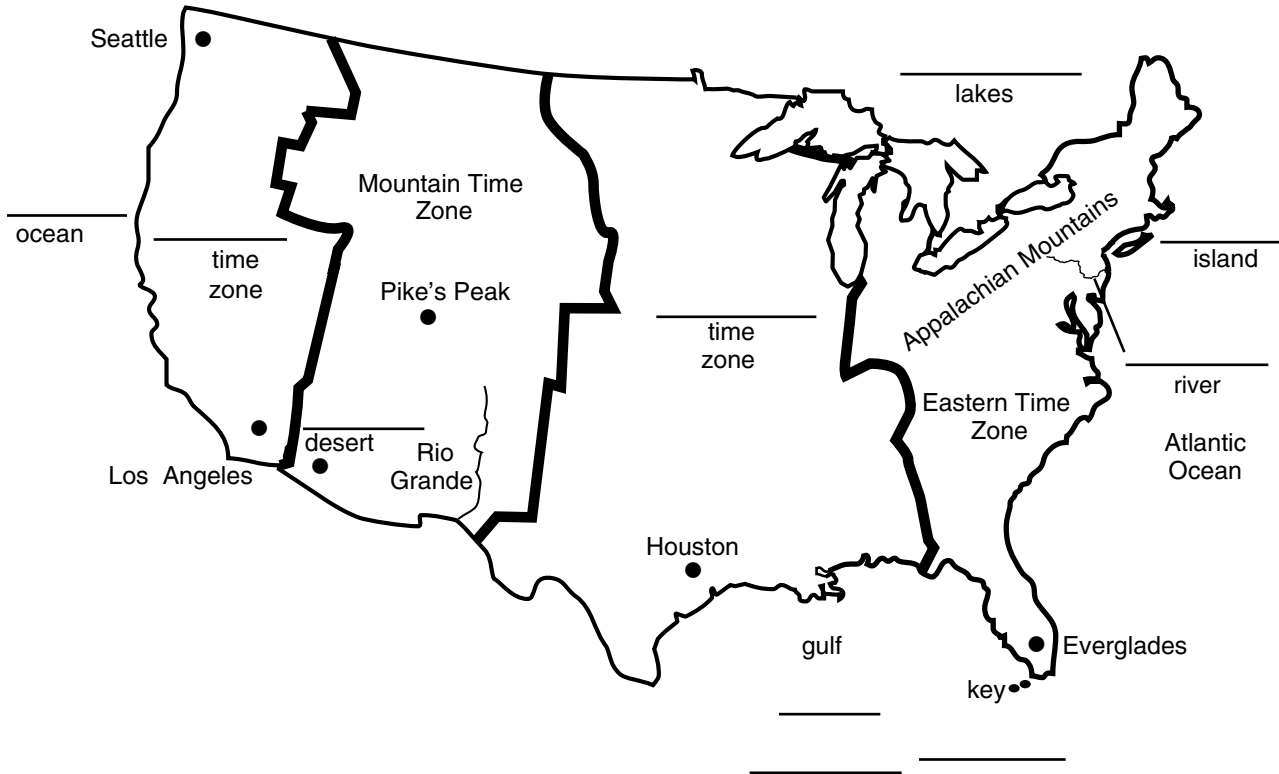 Seattle
lakes
Mountain Time
Zone
ocean
time
zone
island
Appalachian Mountains
Pike's Peak
time
zone
river
Eastern Time
Zone
desert
Rio
Grande
Atlantic
Ocean
Los Angeles
Houston
gulf
Everglades
key